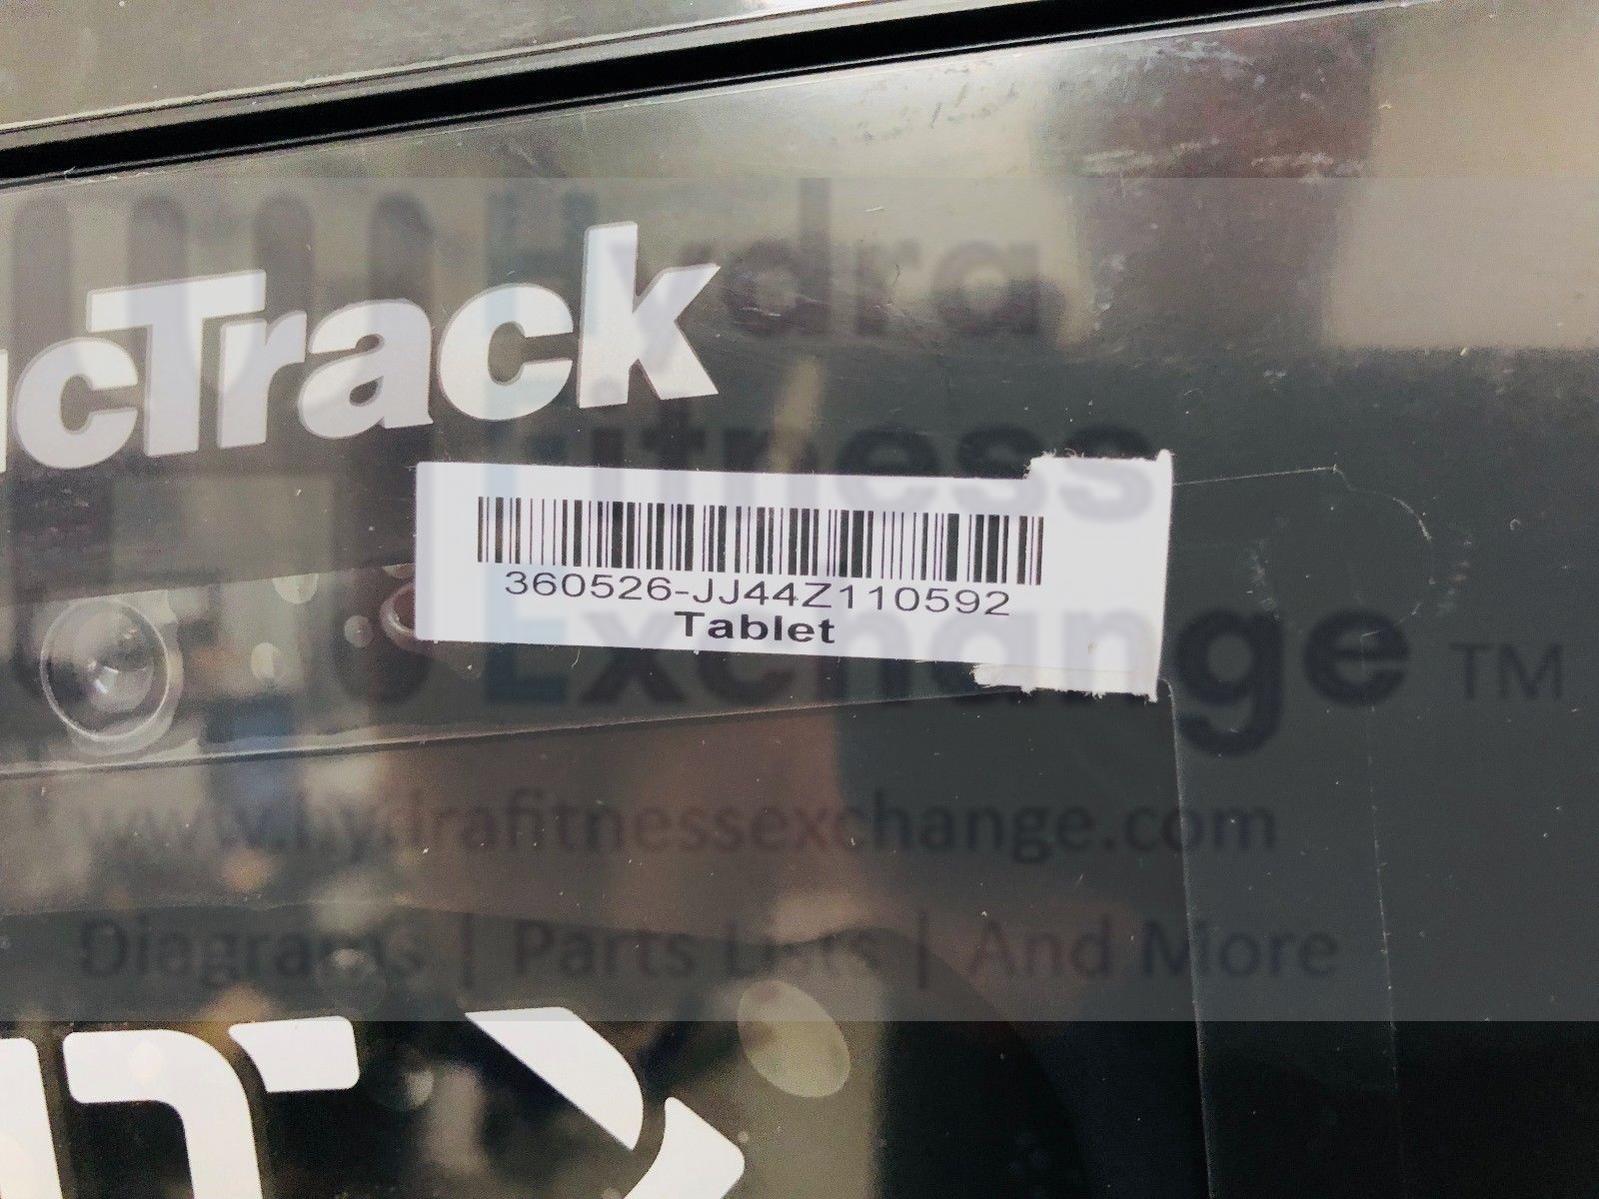 Hydra
cTrack
Fitness
360526-JJ44Z110592
Tablet
Exchange TM
www.hydrafitnessexchange.com
Diagrams | Parts Lists | And More